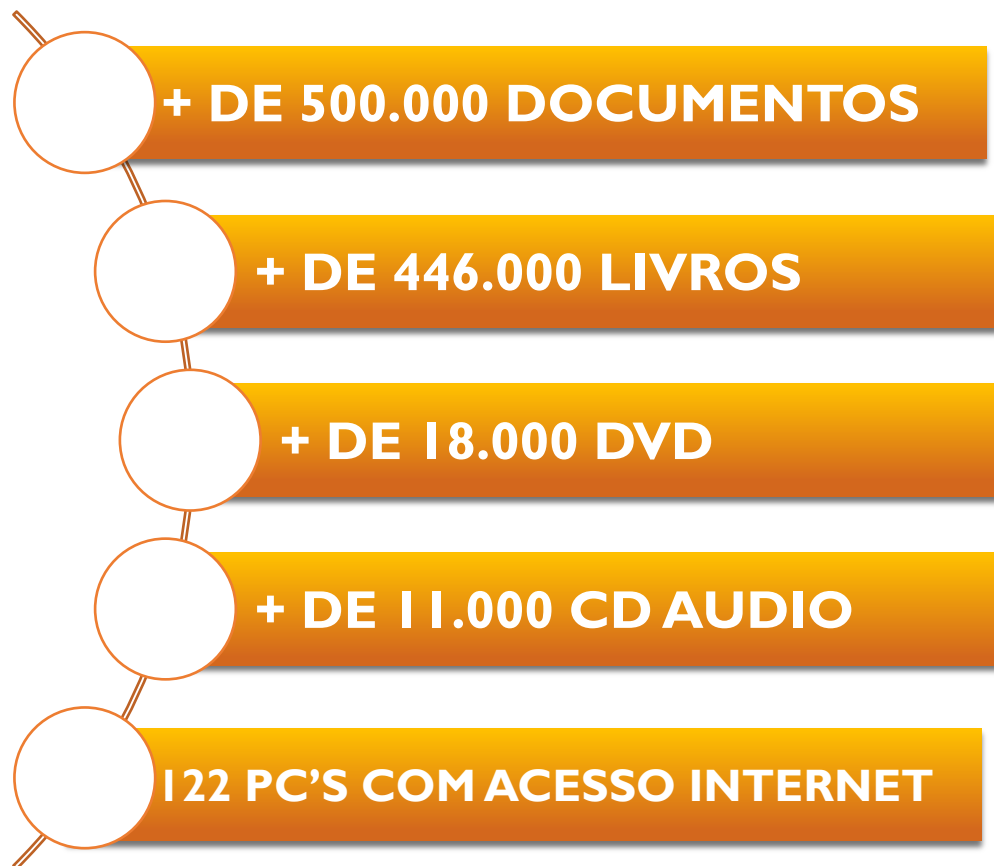 + DE 500.000 DOCUMENTOS
+ DE 446.000 LIVROS
+ DE 18.000 DVD
+ DE 11.000 CD AUDIO
122 PC’S COM ACESSO INTERNET